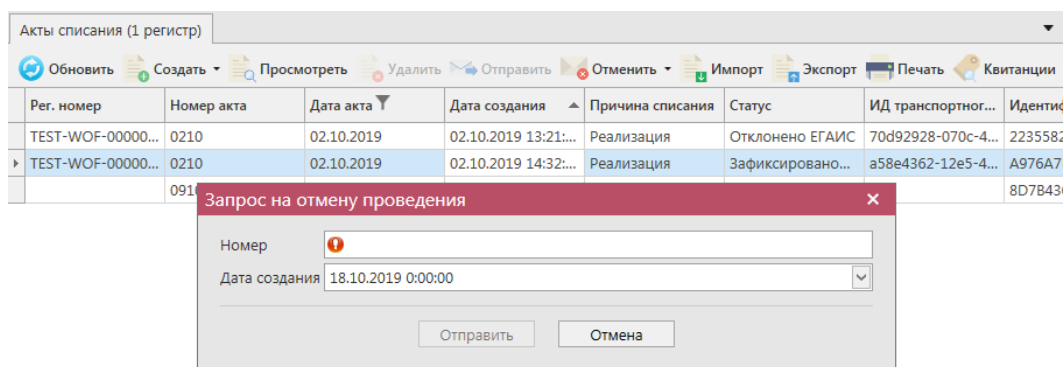 Акты списания (1 регистр)
Обновить Создать Просмотреть Удалить Отправить Отменить Импорт Экспорт Печать Квитанции
Рег. номер Номер акта Дата акта Дата создания Причина списания Статус ИД транспортног... Идентиф
TEST-WOF-00000... 0210 02.10.2019 02.10.2019 13:21:... Реализация Отклонено ЕГАИС 70d92928-070c-4... 2235582
TEST-WOF-00000... 0210 02.10.2019 02.10.2019 14:32:... Реализация Зафиксировано... a58e4362-12e5-4... A976A7
0910 8D7B436
Запрос на отмену проведения
Номер
Дата создания 18.10.2019 0:00:00
Отправить Отмена